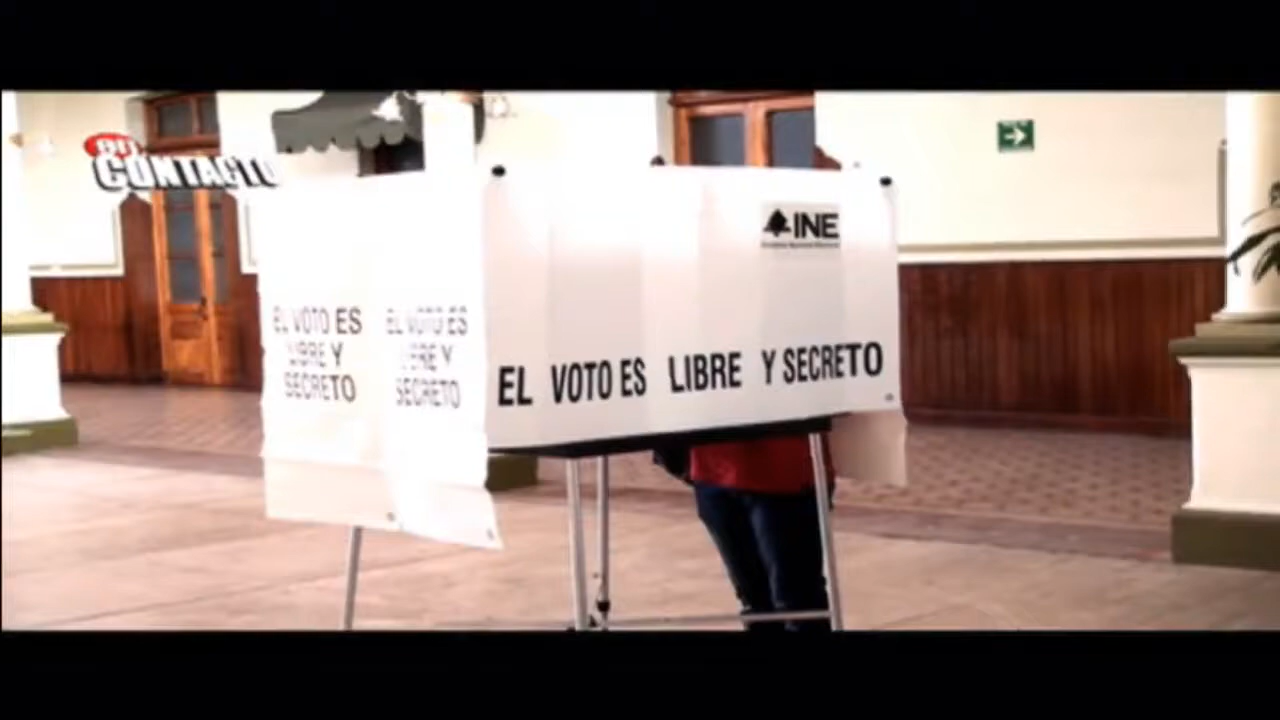 CONTACTO
INE
EL VOTO ES
LIBRE Y
SECRETO
EL VOTO ES
LIBRE Y
SECRETO
EL VOTO ES LIBRE Y SECRETO